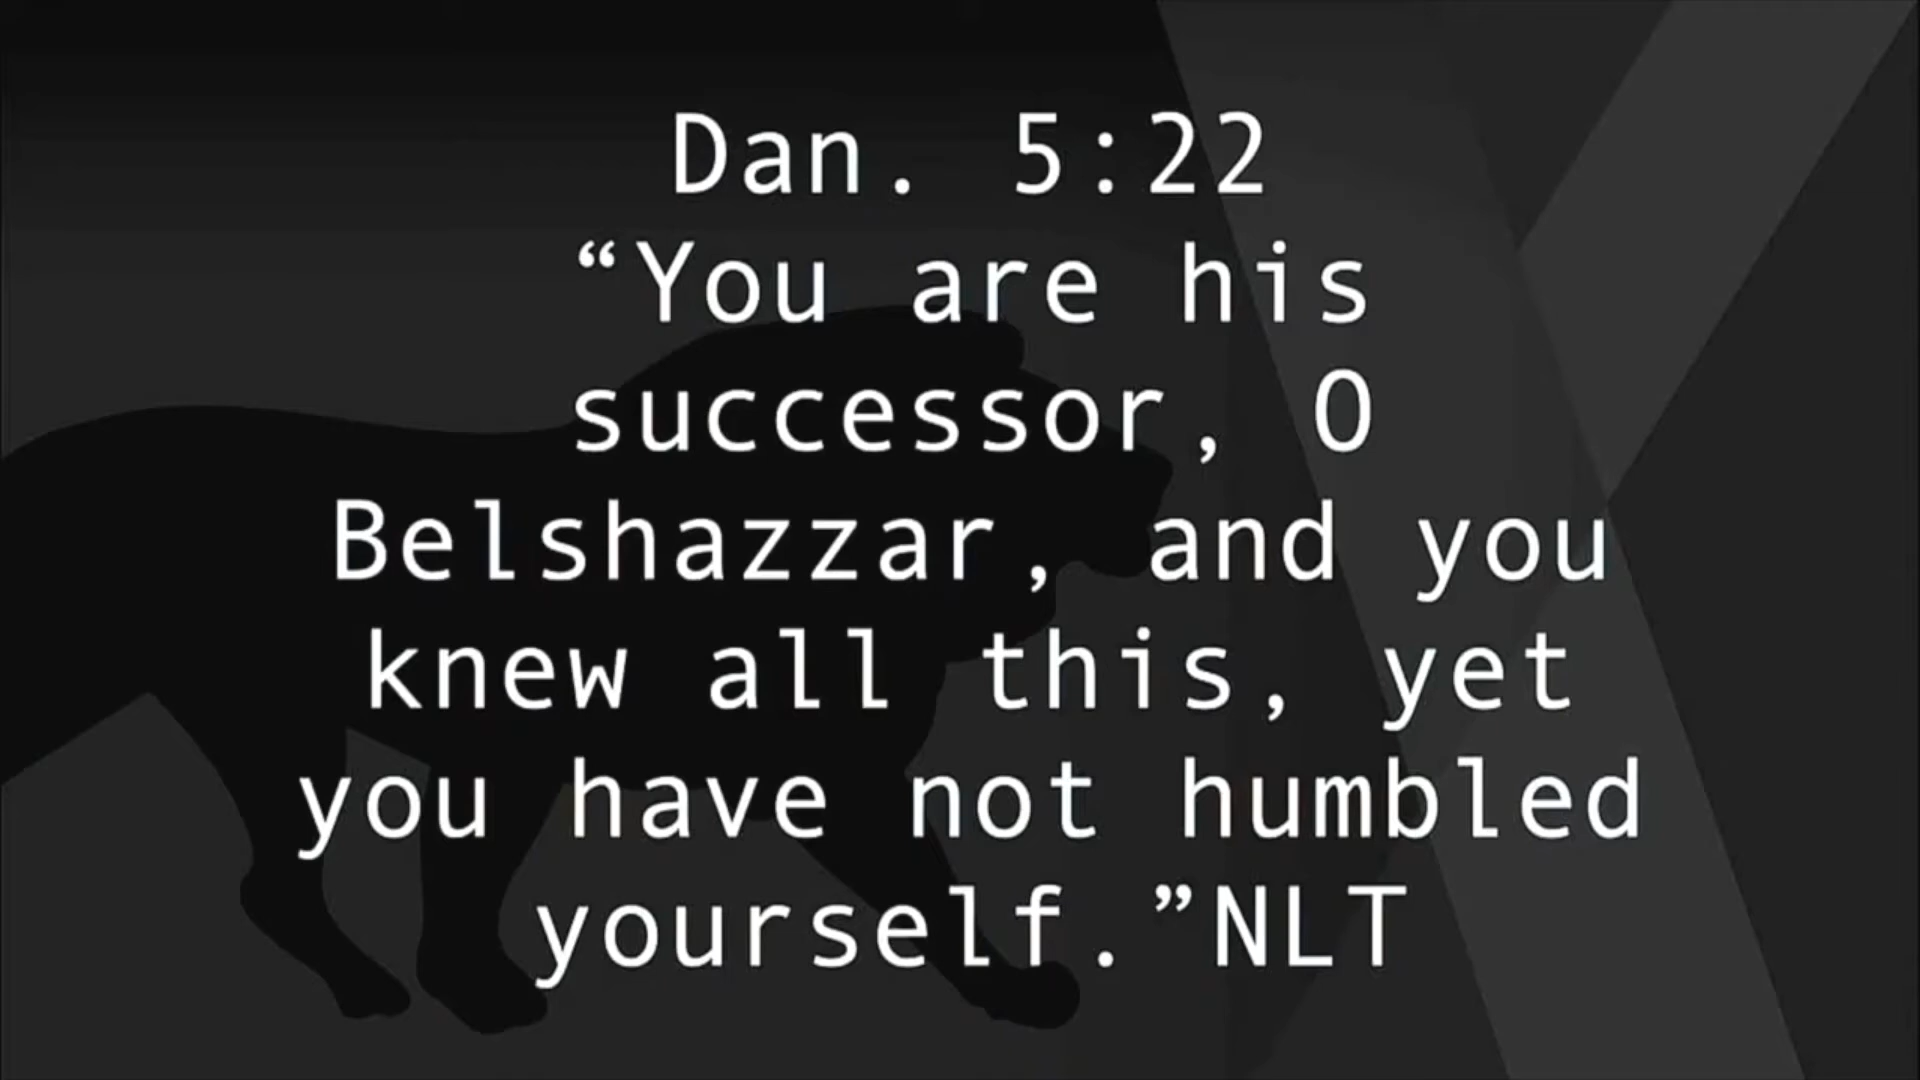 Dan. 5:22
“You are his
successor, O
Belshazzar, and you
knew all this, yet
you have not humbled
yourself.”NLT